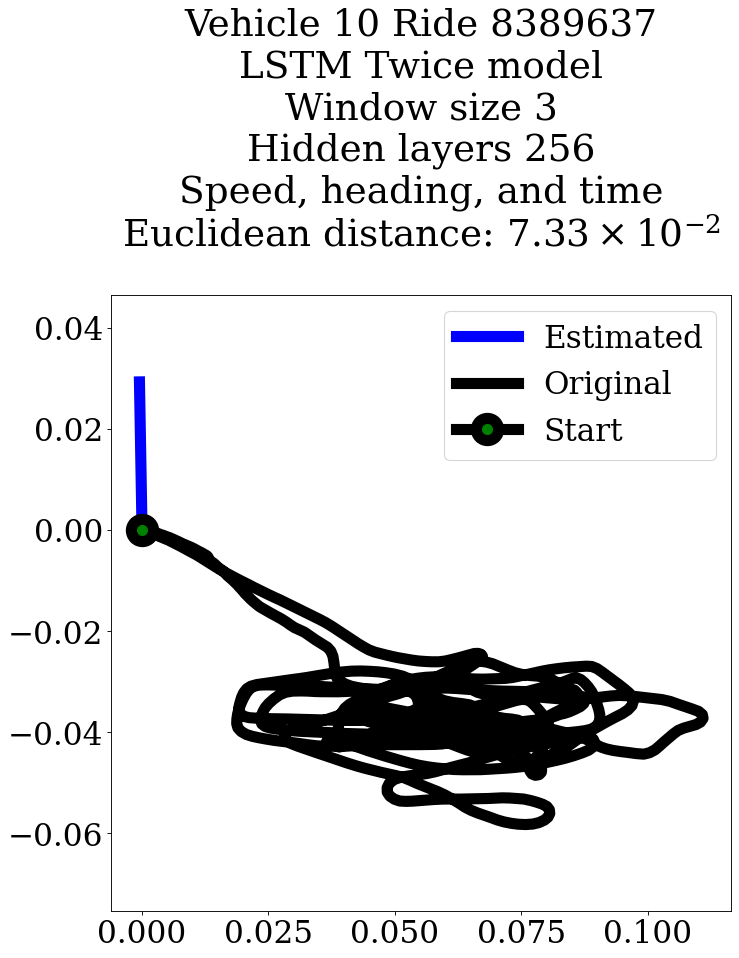 Vehicle 10 Ride 8389637
LSTM Twice model
Window size 3
Hidden layers 256
Speed, heading, and time
Euclidean distance: 7.33 × 10⁻²
Estimated
Original
Start
0.04
0.02
0.00
−0.02
−0.04
−0.06
0.000 0.025 0.050 0.075 0.100